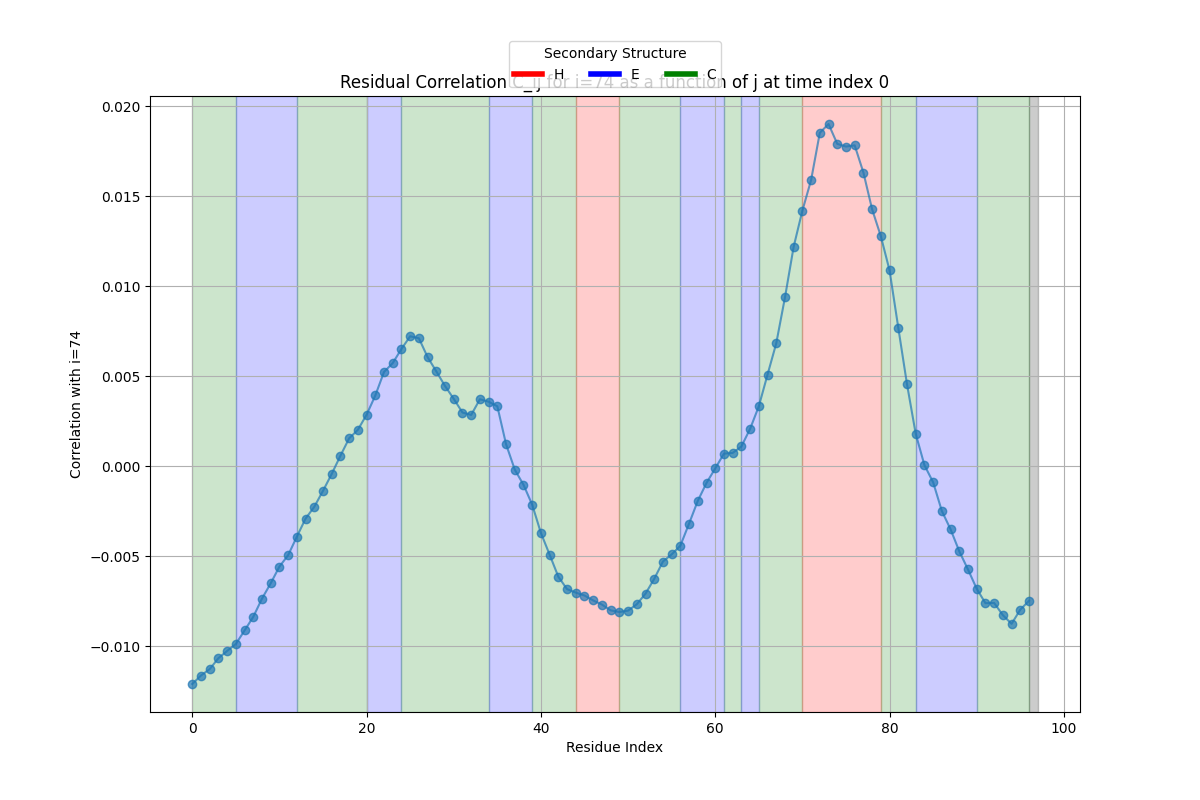 Secondary Structure
H E C
Residual Correlation C_ij for i=74 as a function of j at time index 0
0.020
0.015
0.010
0.005
0.000
−0.005
−0.010
Correlation with i=74
0 20 40 60 80 100
Residue Index